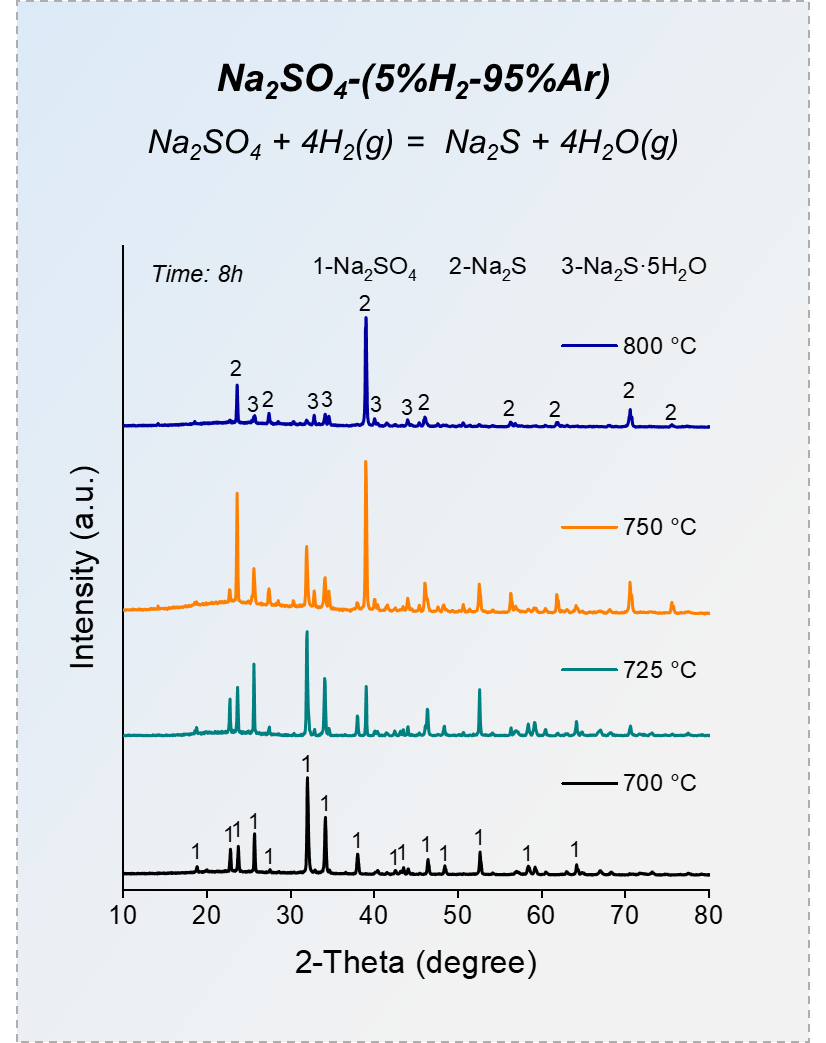 Na₂SO₄-(5%H₂-95%Ar)
Na₂SO₄ + 4H₂(g) = Na₂S + 4H₂O(g)
Time: 8h
1-Na₂SO₄ 2-Na₂S 3-Na₂S·5H₂O
2
800 °C
2
3 2 3 3 3 3 2 2 2 2 2
750 °C
Intensity (a.u.)
725 °C
1
700 °C
1 1 1 1 1 1 1 1 1 1 1 1 1 1
10 20 30 40 50 60 70 80
2-Theta (degree)